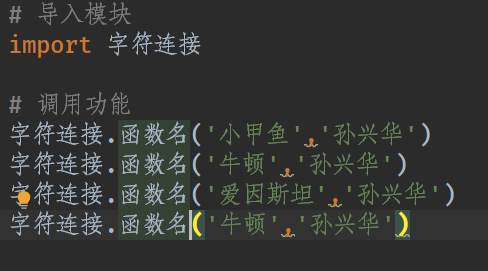 # 导入模块
import 字符连接
# 调用功能
字符连接.函数名('小甲鱼','孙兴华')
字符连接.函数名('牛顿','孙兴华')
字符连接.函数名('爱因斯坦','孙兴华')
字符连接.函数名('牛顿','孙兴华')